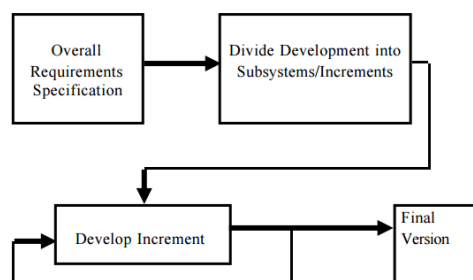 Overall
Requirements
Specification
Divide Development into
Subsystems/Increments
Develop Increment
Final
Version